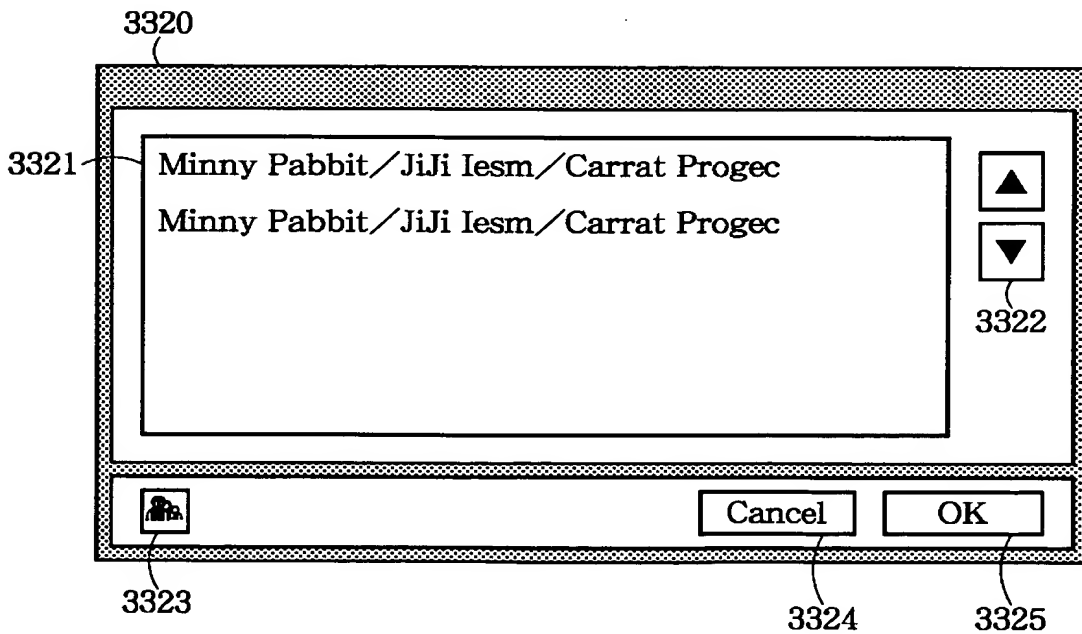 3320
3321
Minny Pabbit／JiJi Iesm／Carrat Progec
Minny Pabbit／JiJi Iesm／Carrat Progec
3322
Cancel
OK
3323
3324
3325